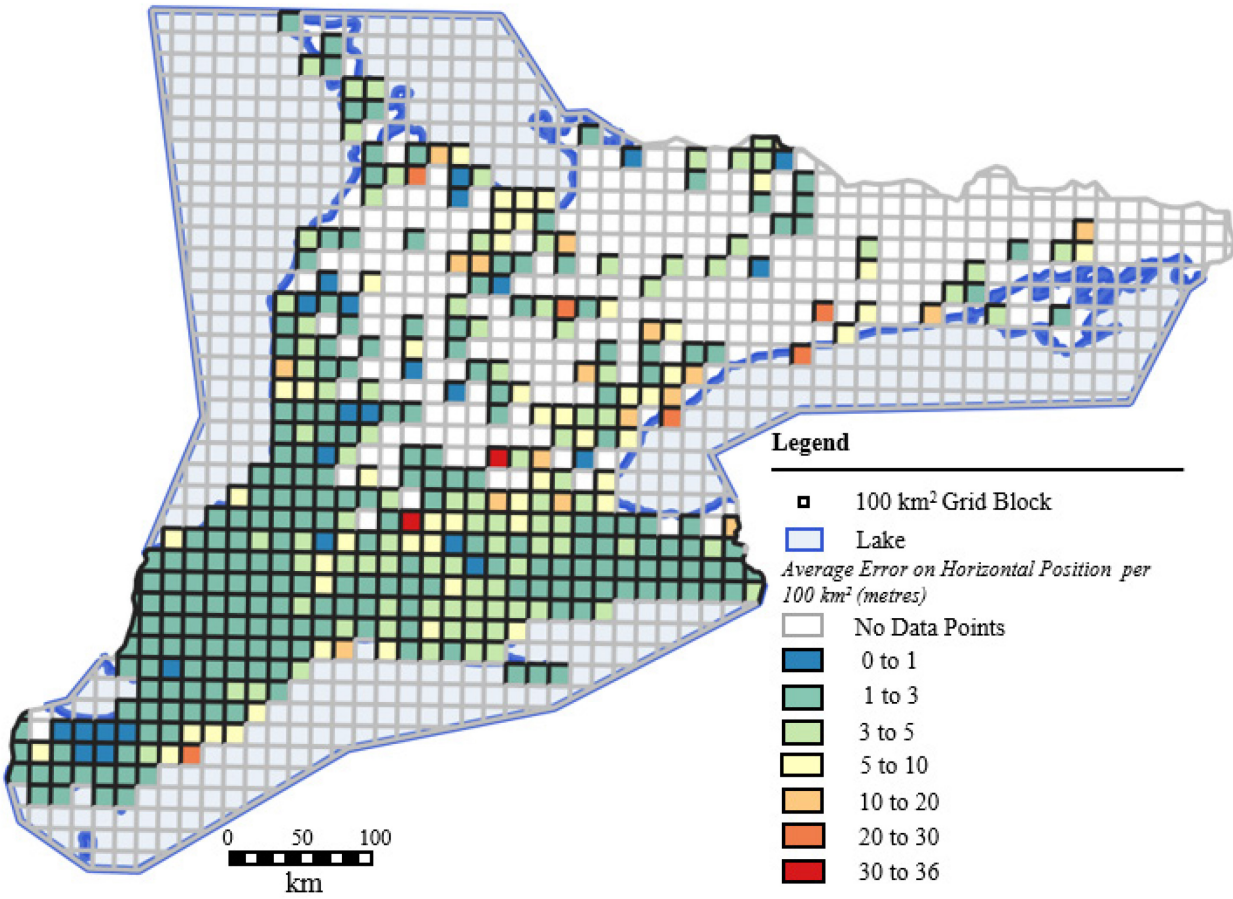 Legend
100 km² Grid Block
Lake
Average Error on Horizontal Position per
100 km² (metres)
No Data Points
0 to 1
1 to 3
3 to 5
5 to 10
10 to 20
20 to 30
30 to 36
0 50 100
km